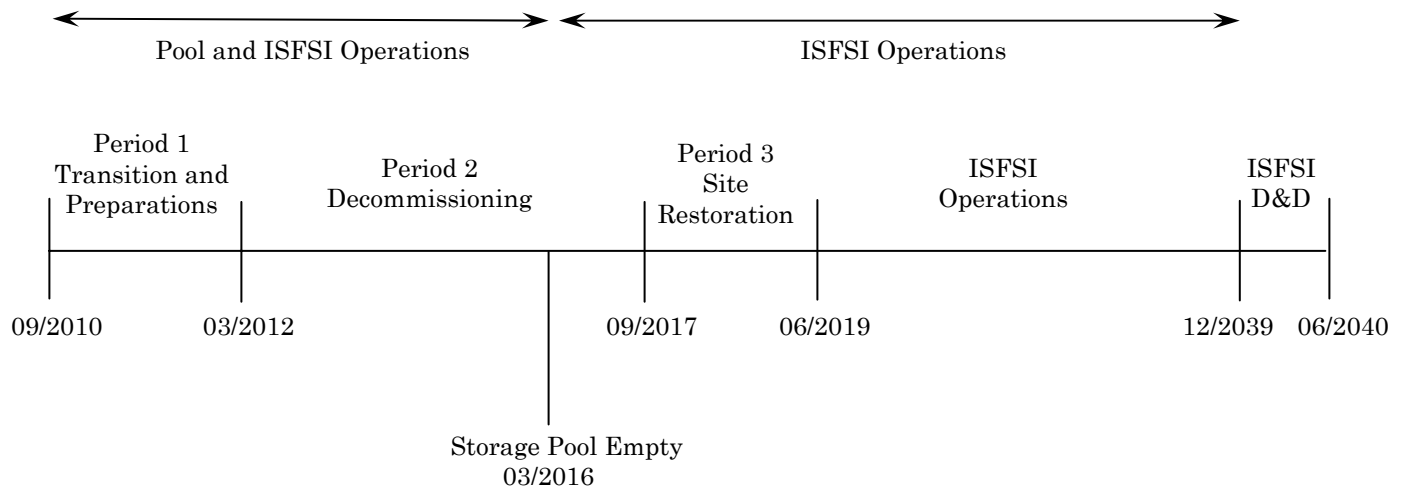 Pool and ISFSI Operations
ISFSI Operations
Period 1
Transition and
Preparations
Period 2
Decommissioning
Period 3
Site
Restoration
ISFSI
Operations
ISFSI
D&D
09/2010
03/2012
09/2017
06/2019
12/2039
06/2040
Storage Pool Empty
03/2016